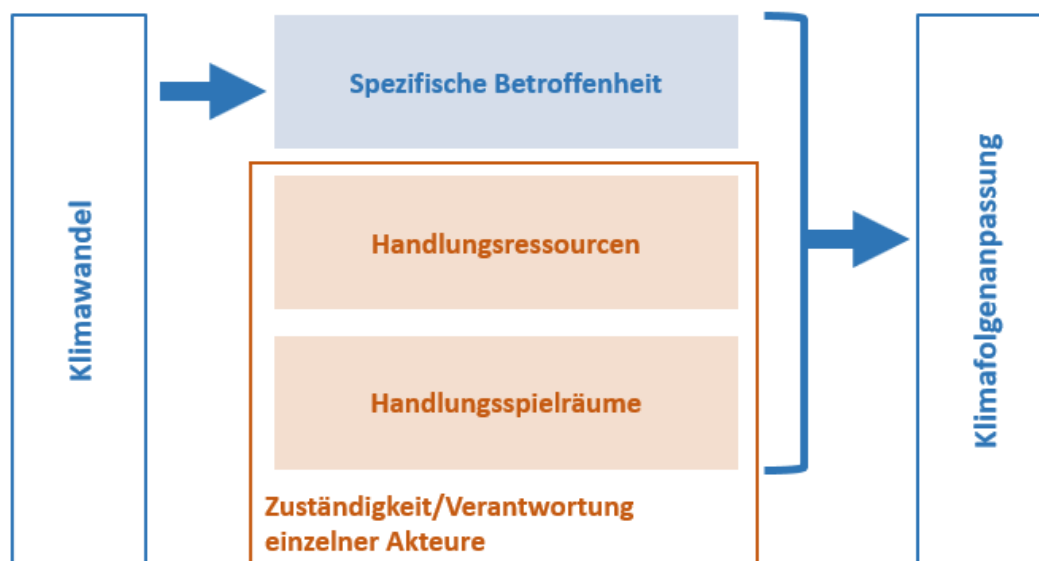 Klimawandel
Spezifische Betroffenheit
Handlungsressourcen
Handlungsspielräume
Zuständigkeit/Verantwortung
einzelner Akteure
Klimafolgenanpassung